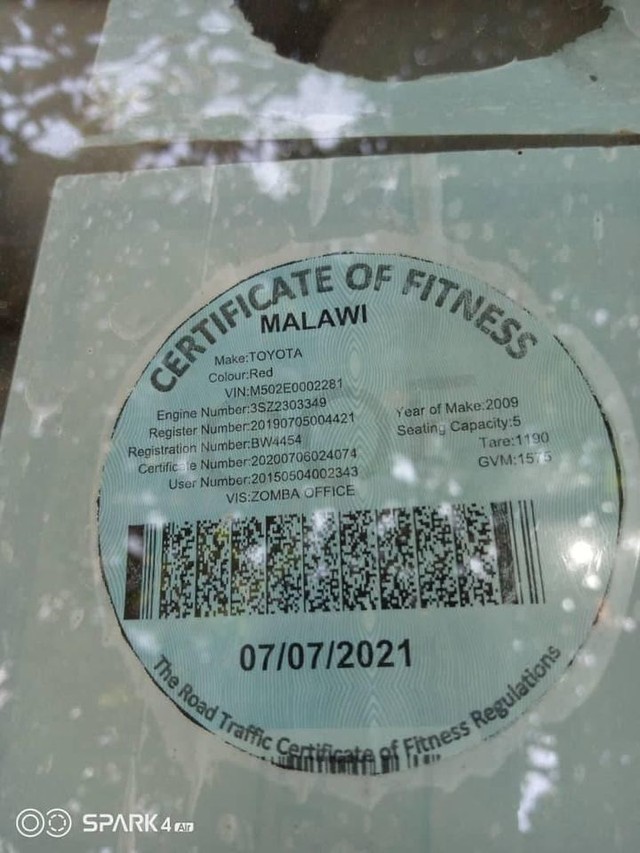 CERTIFICATE OF FITNESS
MALAWI
Make:TOYOTA
Colour:Red
VIN:M502E0002281
Engine Number:3SZ2303349
Register Number:20190705004421
Registration Number:BW4454
Certificate Number:20200706024074
User Number:20150504002343
VIS:ZOMBA OFFICE
Year of Make:2009
Seating Capacity:5
Tare:1190
GVM:1575
07/07/2021
The Road Traffic Certificate of Fitness Regulations
SPARK 4 Air